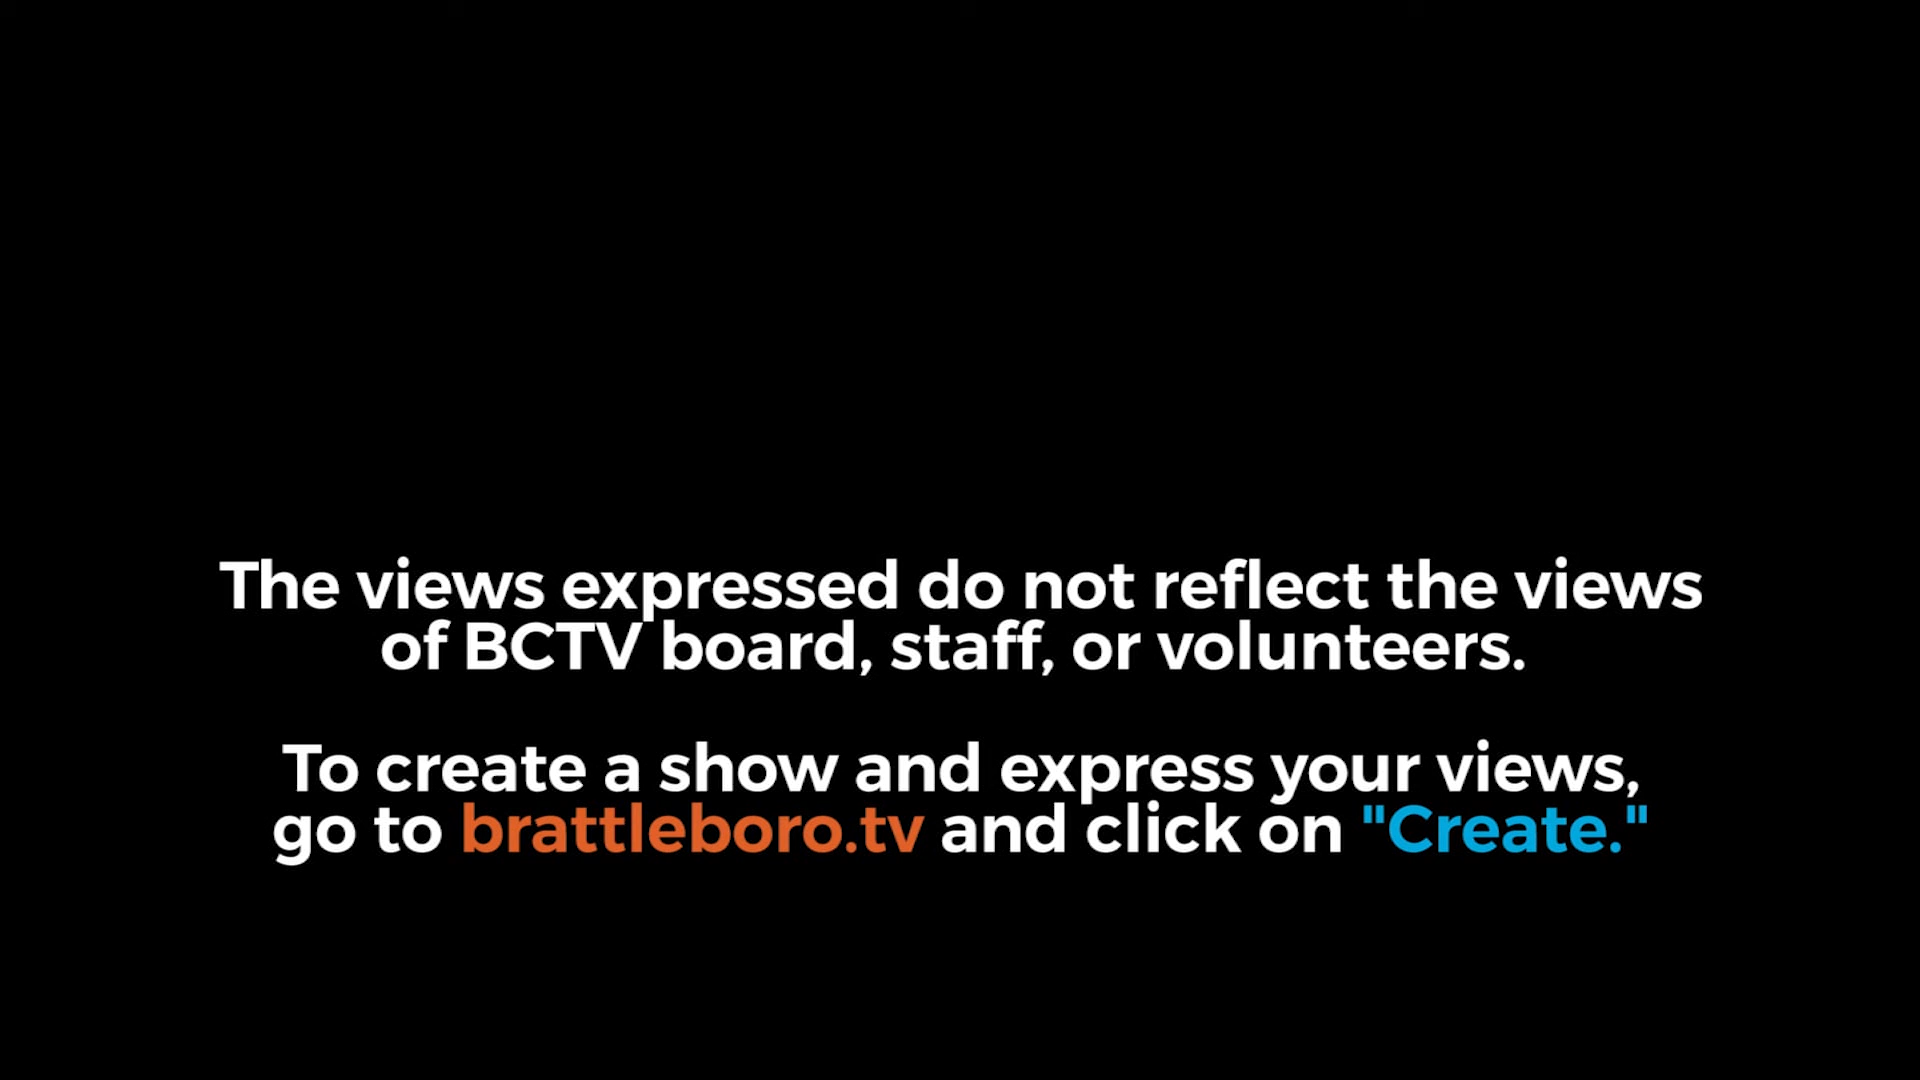 The views expressed do not reflect the views
of BCTV board, staff, or volunteers.
To create a show and express your views,
go to brattleboro.tv and click on "Create."